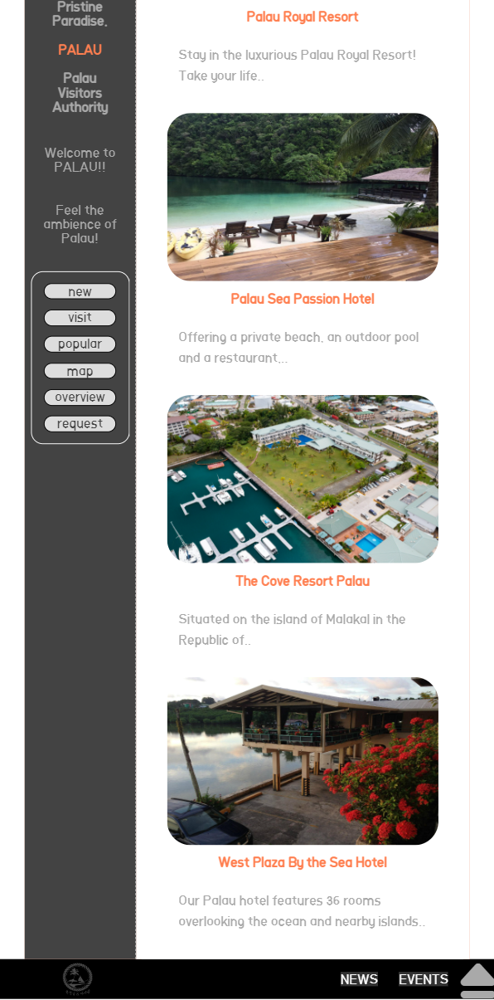 Pristine
Paradise.
PALAU
Palau
Visitors
Authority
Welcome to
PALAU!!
Feel the
ambience of
Palau!
new
visit
popular
map
overview
request
Palau Royal Resort
Stay in the luxurious Palau Royal Resort!
Take your life..
Palau Sea Passion Hotel
Offering a private beach, an outdoor pool
and a restaurant,..
The Cove Resort Palau
Situated on the island of Malakal in the
Republic of..
West Plaza By the Sea Hotel
Our Palau hotel features 36 rooms
overlooking the ocean and nearby islands..
NEWS
EVENTS